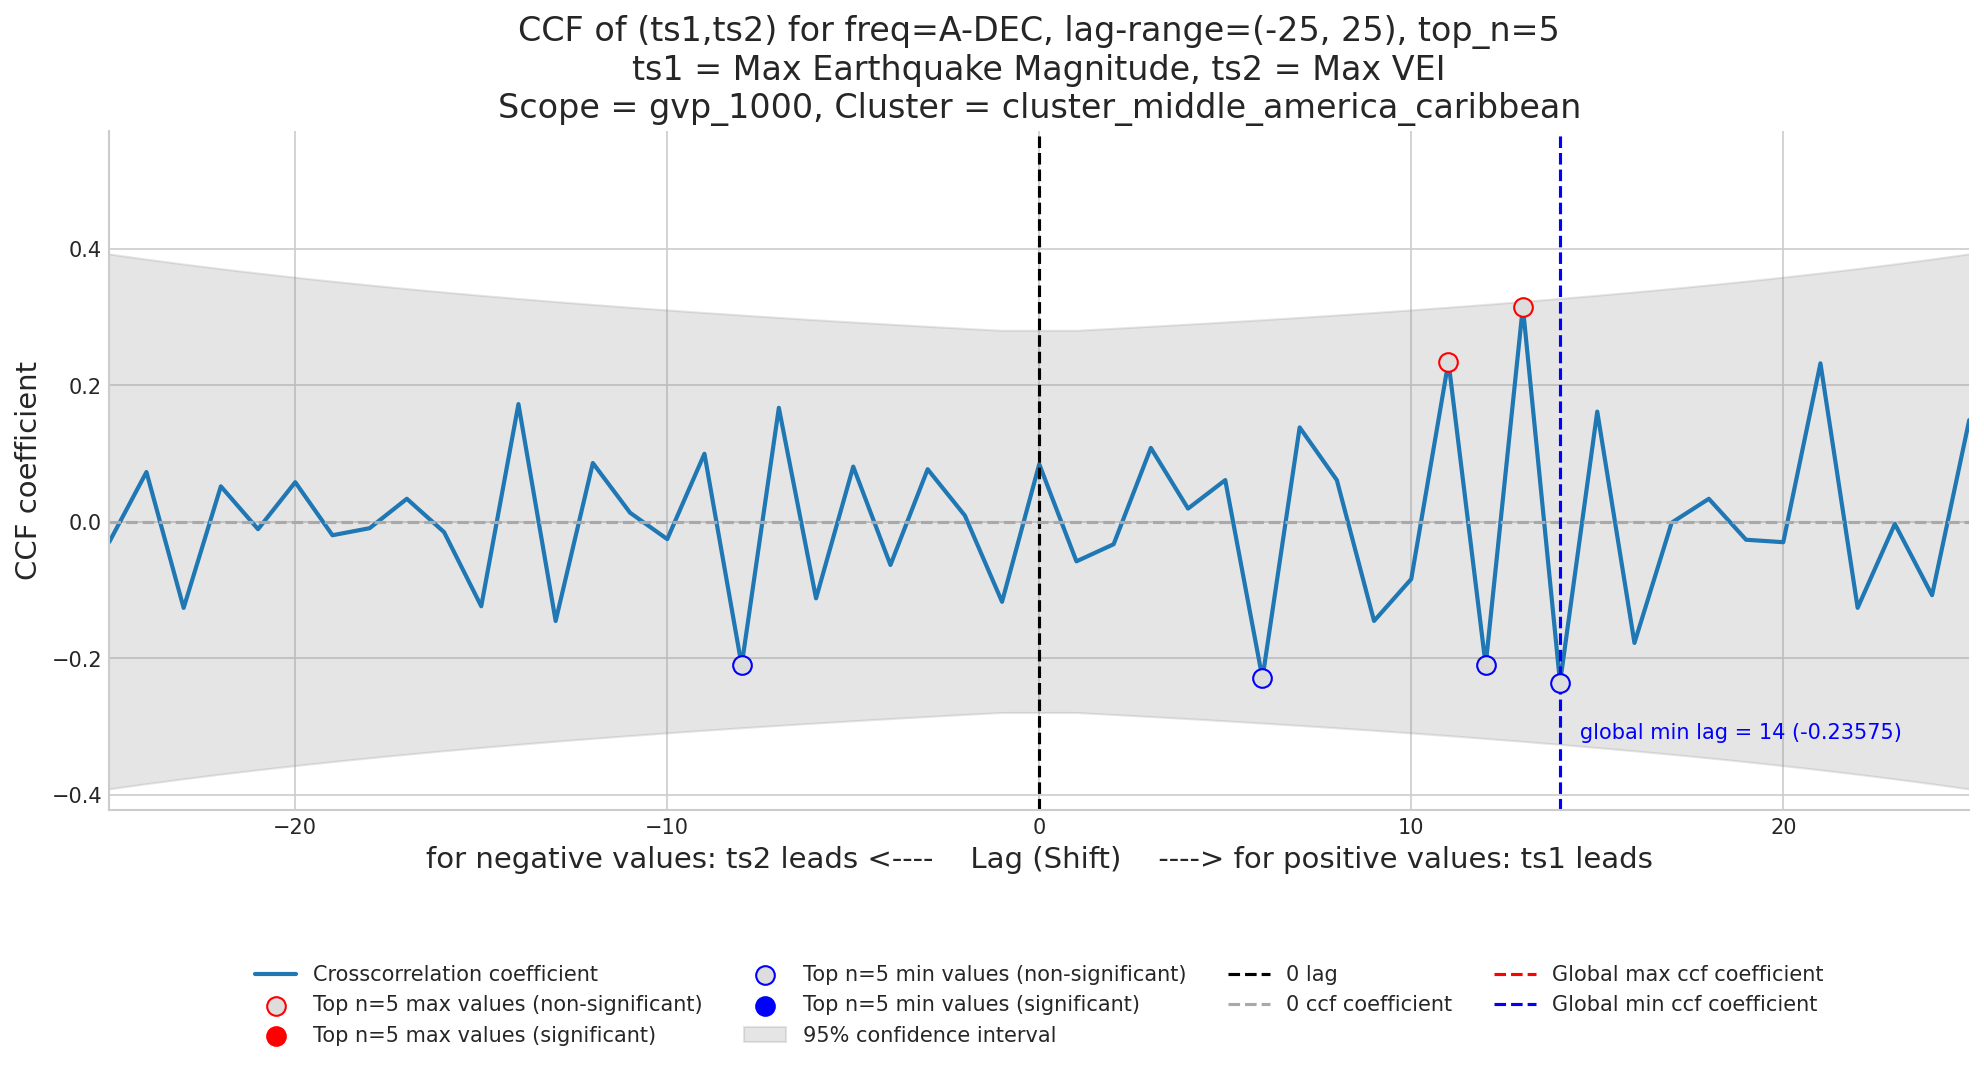 CCF of (ts1,ts2) for freq=A-DEC, lag-range=(-25, 25), top_n=5
ts1 = Max Earthquake Magnitude, ts2 = Max VEI
Scope = gvp_1000, Cluster = cluster_middle_america_caribbean
CCF coefficient
0.4
0.2
0.0
−0.2
−0.4
global min lag = 14 (-0.23575)
−20 −10 0 10 20
for negative values: ts2 leads <---- Lag (Shift) ----> for positive values: ts1 leads
Crosscorrelation coefficient
Top n=5 max values (non-significant)
Top n=5 max values (significant)
Top n=5 min values (non-significant)
Top n=5 min values (significant)
95% confidence interval
0 lag
0 ccf coefficient
Global max ccf coefficient
Global min ccf coefficient